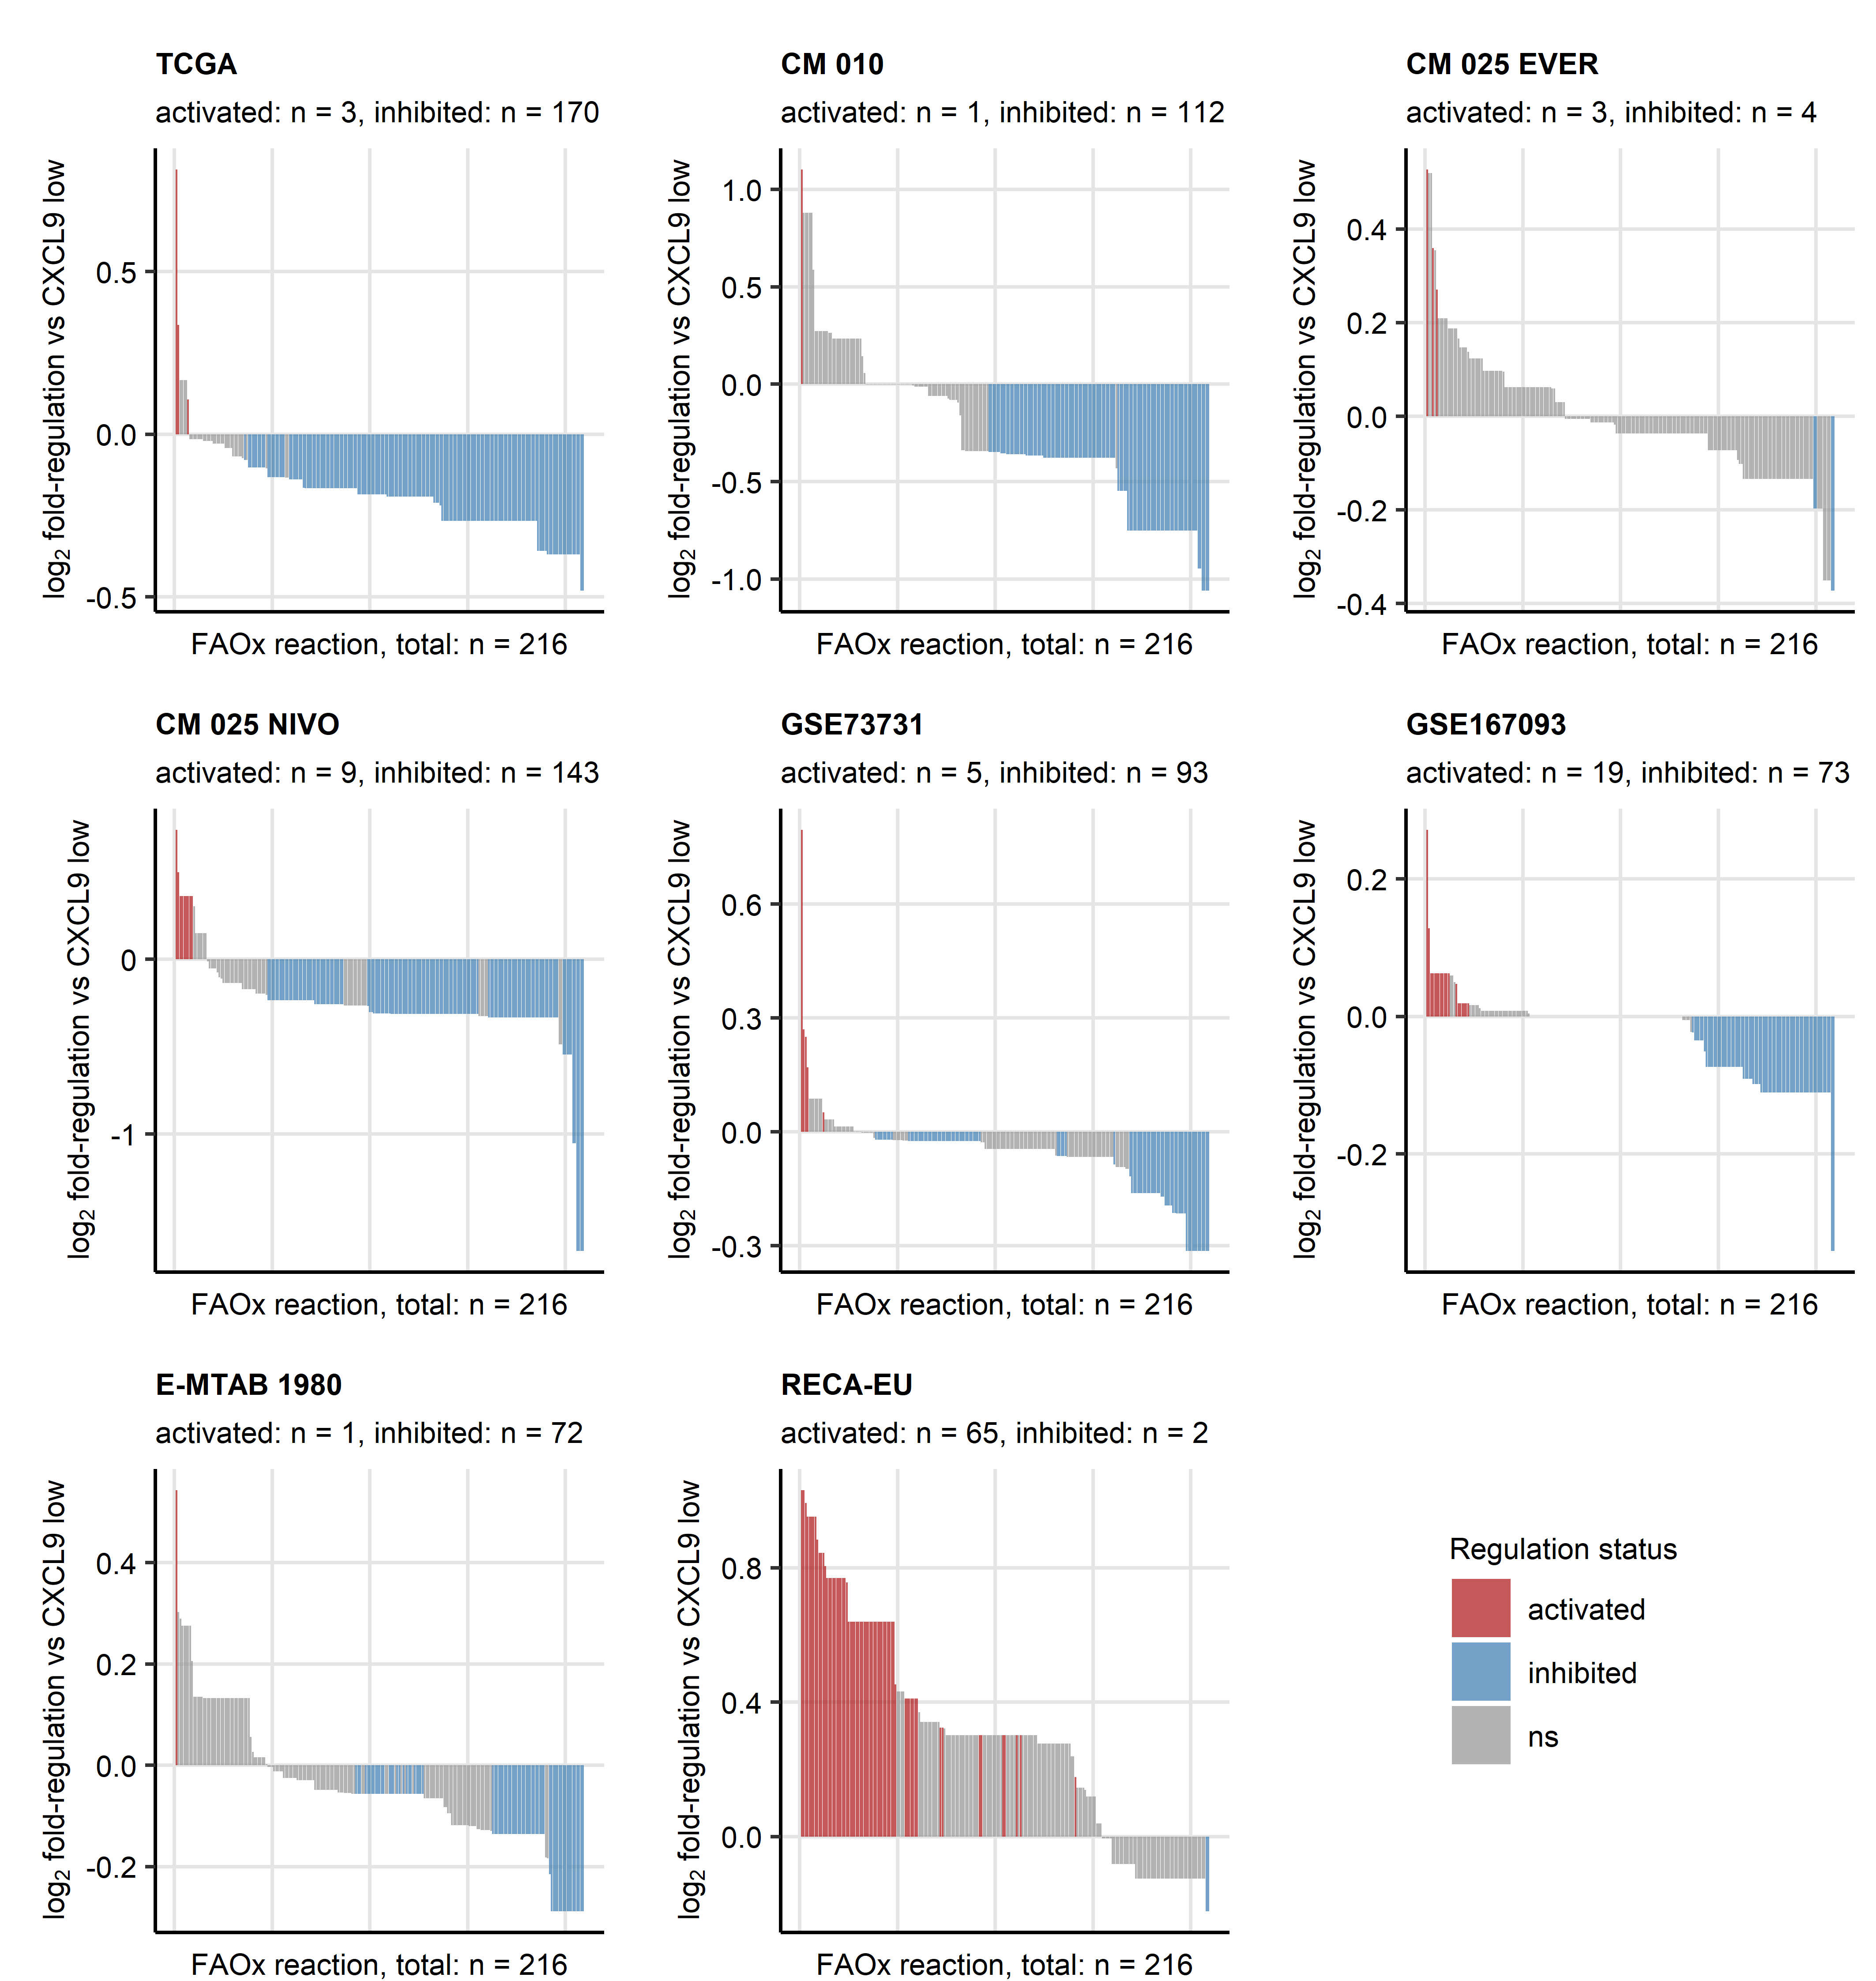 TCGA
activated: n = 3, inhibited: n = 170
log2 fold-regulation vs CXCL9 low
0.5
0.0
-0.5
FAOx reaction, total: n = 216
CM 010
activated: n = 1, inhibited: n = 112
log2 fold-regulation vs CXCL9 low
1.0
0.5
0.0
-0.5
-1.0
FAOx reaction, total: n = 216
CM 025 EVER
activated: n = 3, inhibited: n = 4
log2 fold-regulation vs CXCL9 low
0.4
0.2
0.0
-0.2
-0.4
FAOx reaction, total: n = 216
CM 025 NIVO
activated: n = 9, inhibited: n = 143
log2 fold-regulation vs CXCL9 low
0
-1
FAOx reaction, total: n = 216
GSE73731
activated: n = 5, inhibited: n = 93
log2 fold-regulation vs CXCL9 low
0.6
0.3
0.0
-0.3
FAOx reaction, total: n = 216
GSE167093
activated: n = 19, inhibited: n = 73
log2 fold-regulation vs CXCL9 low
0.2
0.0
-0.2
FAOx reaction, total: n = 216
E-MTAB 1980
activated: n = 1, inhibited: n = 72
log2 fold-regulation vs CXCL9 low
0.4
0.2
0.0
-0.2
FAOx reaction, total: n = 216
RECA-EU
activated: n = 65, inhibited: n = 2
log2 fold-regulation vs CXCL9 low
0.8
0.4
0.0
FAOx reaction, total: n = 216
Regulation status
activated
inhibited
ns